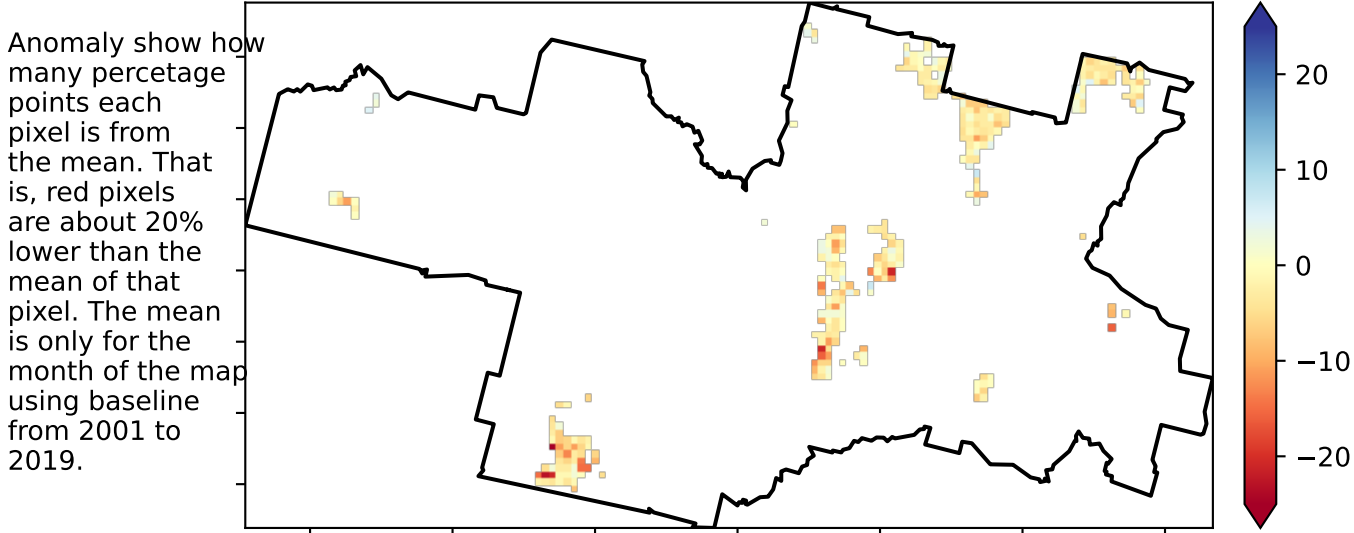 Anomaly show how
many percetage
points each
pixel is from
the mean. That
is, red pixels
are about 20%
lower than the
mean of that
pixel. The mean
is only for the
month of the map
using baseline
from 2001 to
2019.
20
10
0
−10
−20